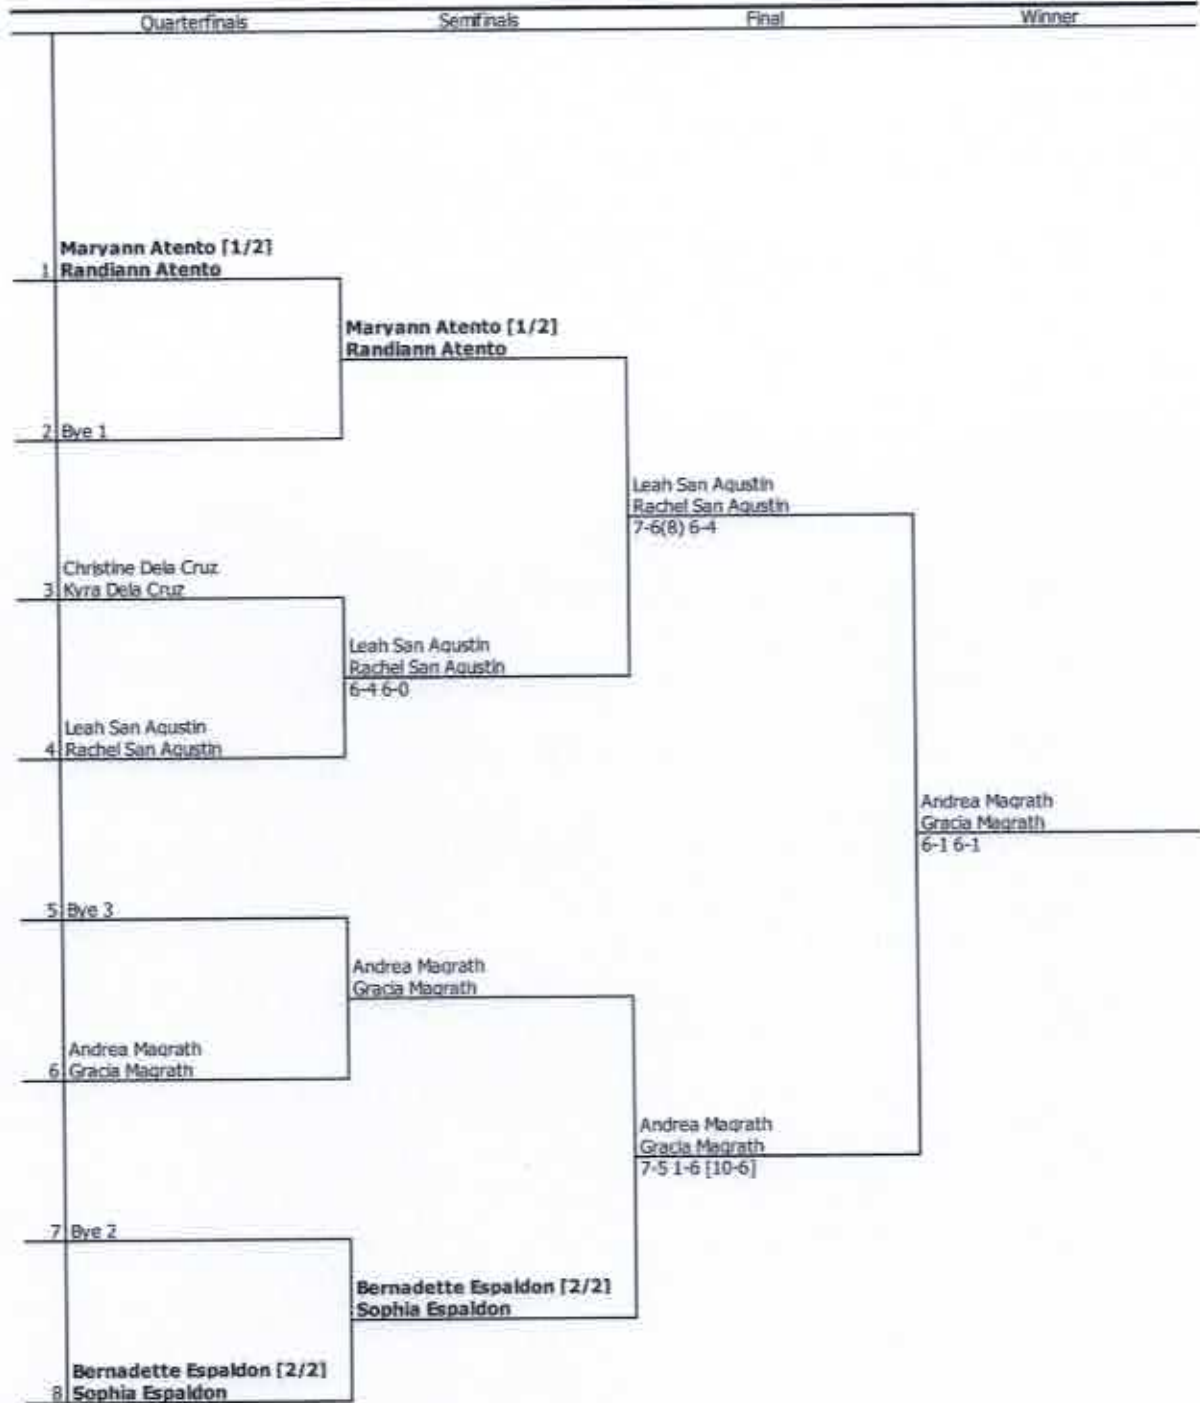 Quarterfinals Semifinals Final Winner
Maryann Atento [1/2]
1 Randiann Atento
Maryann Atento [1/2]
Randiann Atento
2 Bye 1
Leah San Agustin
Rachel San Agustin
7-6(8) 6-4
Christine Dela Cruz
3 Kyra Dela Cruz
Leah San Agustin
Rachel San Agustin
6-4 6-0
Leah San Agustin
4 Rachel San Agustin
Andrea Magrath
Gracia Magrath
6-1 6-1
5 Bye 3
Andrea Magrath
Gracia Magrath
Andrea Magrath
6 Gracia Magrath
Andrea Magrath
Gracia Magrath
7-5 1-6 [10-6]
7 Bye 2
Bernadette Espaldon [2/2]
Sophia Espaldon
Bernadette Espaldon [2/2]
8 Sophia Espaldon